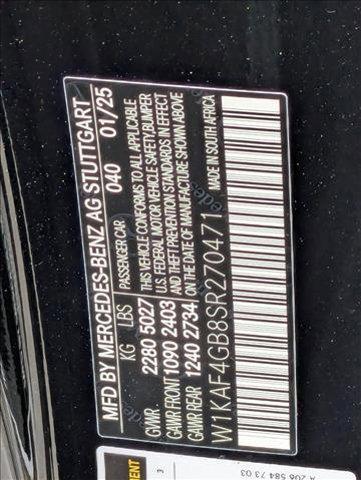 MFD BY MERCEDES-BENZ AG STUTTGART
040 01/25
PASSENGER CAR
THIS VEHICLE CONFORMS TO ALL APPLICABLE
U.S. FEDERAL MOTOR VEHICLE SAFETY, BUMPER
AND THEFT PREVENTION STANDARDS IN EFFECT
ON THE DATE OF MANUFACTURE SHOWN ABOVE
KG LBS
GVWR 2280 5027
GAWR FRONT 1090 2403
GAWR REAR 1240 2734
MADE IN SOUTH AFRICA
W1KAF4GB8SR270471
A 206 584 73 03
3